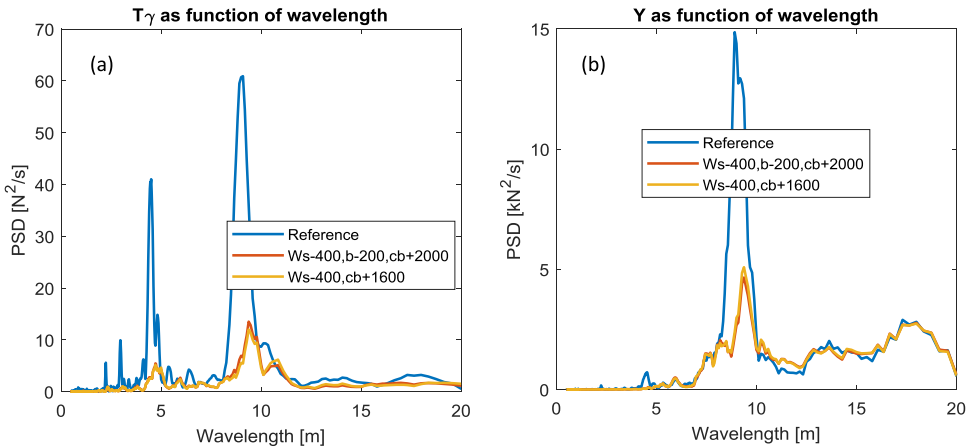 Tγ as function of wavelength
(a)
PSD [N²/s]
70
60
50
40
30
20
10
0
Reference
Ws-400,b-200,cb+2000
Ws-400,cb+1600
0 5 10 15 20
Wavelength [m]
Y as function of wavelength
(b)
PSD [kN²/s]
15
10
5
0
Reference
Ws-400,b-200,cb+2000
Ws-400,cb+1600
0 5 10 15 20
Wavelength [m]